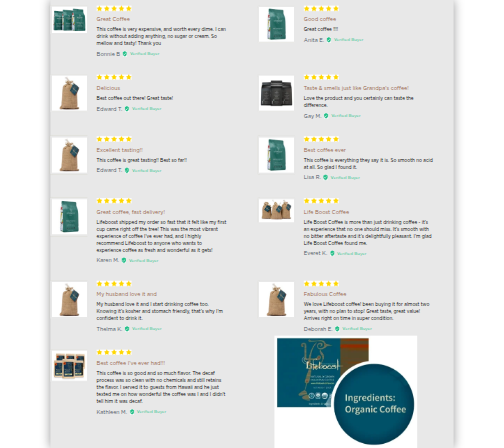 Great Coffee
This coffee is very expensive, and worth every dime. I can
drink without adding anything, no sugar or cream. So
mellow and tasty! Thank you
Bonnie B. Verified Buyer
Delicious
Best coffee out there! Great taste!
Edward T. Verified Buyer
Excellent tasting!!
This coffee is great tasting!! Best so far!!
Edward T. Verified Buyer
Great coffee, fast delivery!
Lifeboost shipped my order so fast that it felt like my first
cup came right off the tree! This was the most vibrant
experience of coffee I've ever had, and I highly
recommend Lifeboost to anyone who wants to
experience coffee as fresh and wonderful as it gets!
Karen M. Verified Buyer
My husband love it and
My husband love it and I start drinking coffee too.
Knowing it's kosher and stomach friendly, that's why I'm
confident to drink it.
Thelma K. Verified Buyer
Best coffee I've ever had!!!
This coffee is so good and so much flavor. The decaf
process was so clean with no chemicals and still retains
the flavor. I served it to guests from Hawaii and he just
texted me on how wonderful the coffee was & and I didn't
tell him it was decaf.
Kathleen M. Verified Buyer
Good coffee
Great coffee !!!!
Anita E. Verified Buyer
Taste & smells just like Grandpa's coffee!
Love the product and you certainly can taste the
difference.
Gay M. Verified Buyer
Best coffee ever
This coffee is everything they say it is. So smooth no acid
at all. So glad I found it.
Lisa R. Verified Buyer
Life Boost Coffee
Life Boost Coffee is more than just drinking coffee - it's
an experience that no one should miss. It's smooth with
no bitter aftertaste and it's delightfully pleasant. I'm glad
Life Boost Coffee found me.
Everet K. Verified Buyer
Fabulous Coffee
We love Lifeboost coffee! been buying it for almost two
years, with no plan to stop! Great taste, great value!
Arrives right on time in super condition.
Deborah E. Verified Buyer
Lifeboost
Ingredients:
Organic Coffee